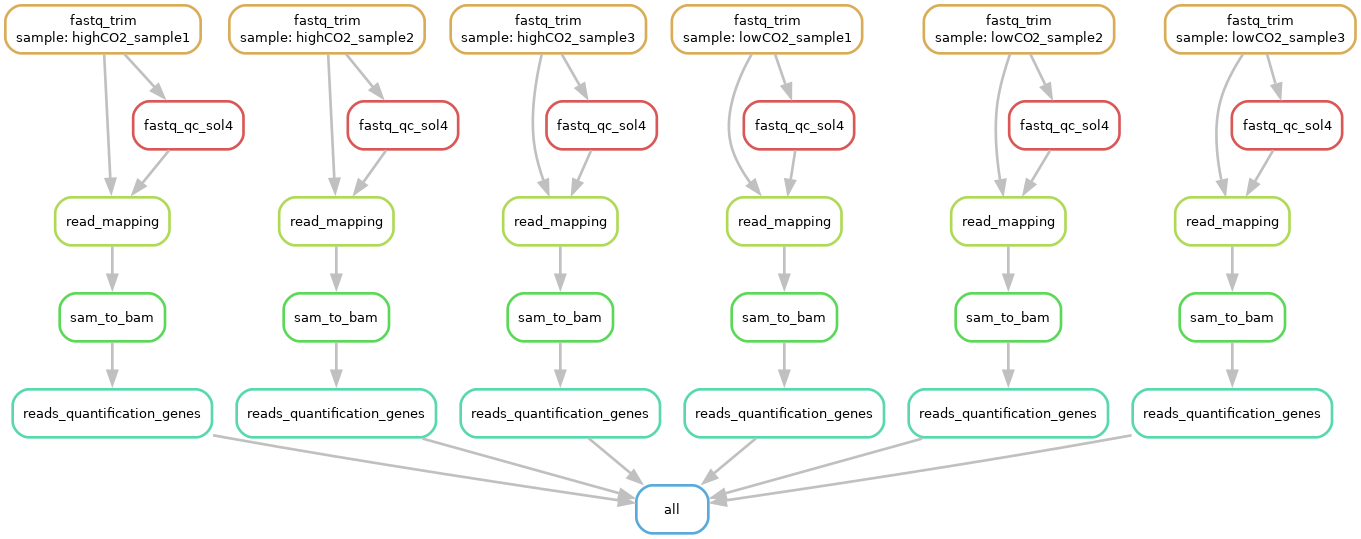 fastq_trim
sample: highCO2_sample1
fastq_trim
sample: highCO2_sample2
fastq_trim
sample: highCO2_sample3
fastq_trim
sample: lowCO2_sample1
fastq_trim
sample: lowCO2_sample2
fastq_trim
sample: lowCO2_sample3
fastq_qc_sol4
fastq_qc_sol4
fastq_qc_sol4
fastq_qc_sol4
fastq_qc_sol4
fastq_qc_sol4
read_mapping
read_mapping
read_mapping
read_mapping
read_mapping
read_mapping
sam_to_bam
sam_to_bam
sam_to_bam
sam_to_bam
sam_to_bam
sam_to_bam
reads_quantification_genes
reads_quantification_genes
reads_quantification_genes
reads_quantification_genes
reads_quantification_genes
reads_quantification_genes
all